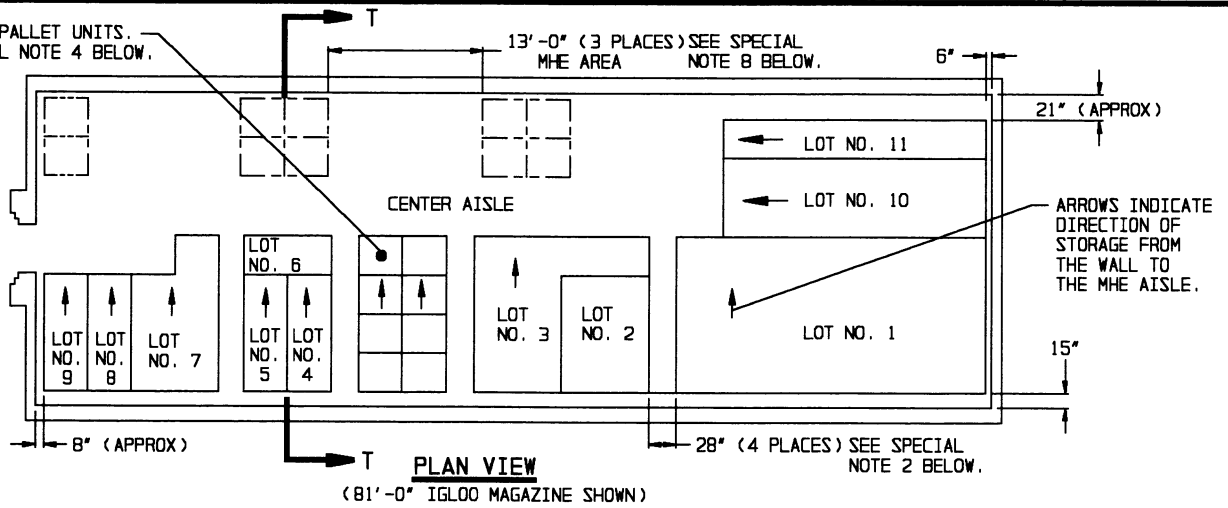 PALLET UNITS.
L NOTE 4 BELOW.
T
13'-0" (3 PLACES) SEE SPECIAL
MHE AREA NOTE 8 BELOW.
6"
21" (APPROX)
LOT NO. 11
LOT NO. 10
CENTER AISLE
ARROWS INDICATE
DIRECTION OF
STORAGE FROM
THE WALL TO
THE MHE AISLE.
LOT
NO. 6
LOT
NO.
9
LOT
NO.
8
LOT
NO. 7
LOT
NO.
5
LOT
NO.
4
LOT
NO. 3
LOT
NO. 2
LOT NO. 1
15"
8" (APPROX)
T
28" (4 PLACES) SEE SPECIAL
NOTE 2 BELOW.
PLAN VIEW
(81'-0" IGLOO MAGAZINE SHOWN)